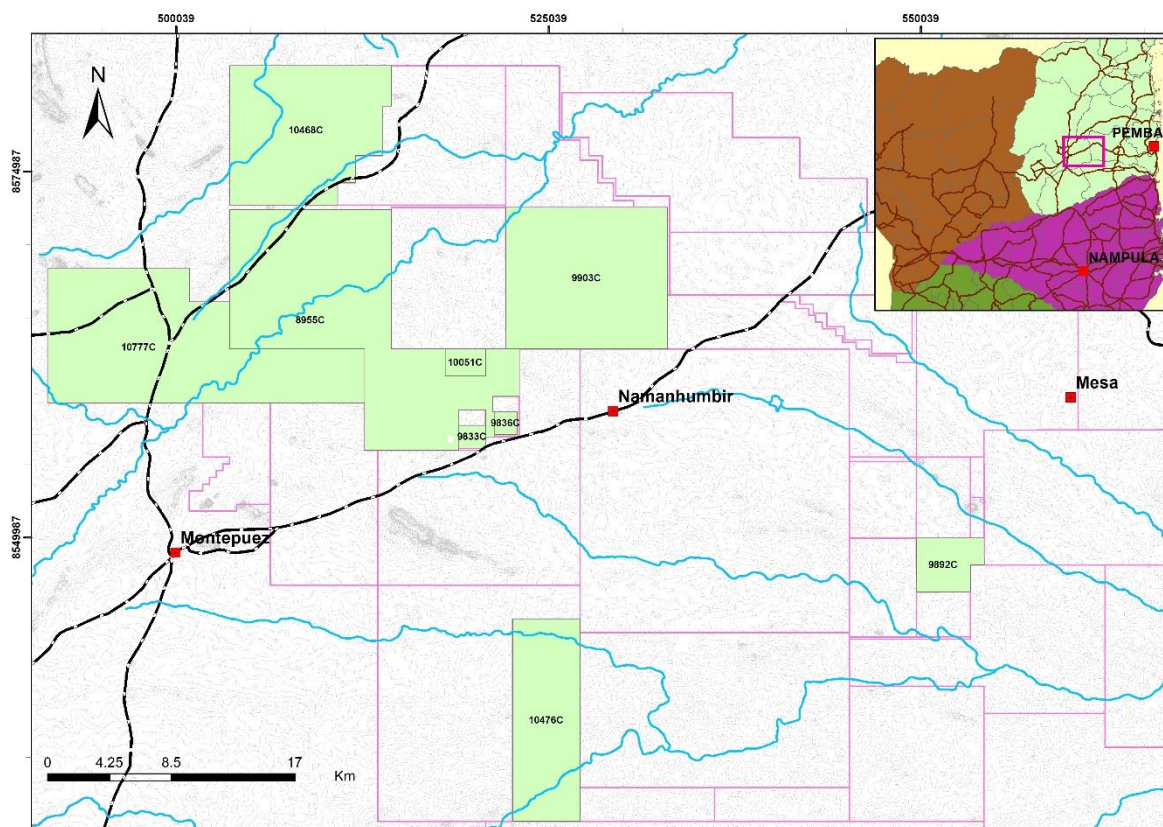 500039 525039 550039
N
10468C
PEMBA
8574987
NAMPULA
9903C
8955C
10777C
10051C
Mesa
Namanhumbir
9836C
9833C
8549987
Montepuez
9892C
10476C
0 4.25 8.5 17
Km